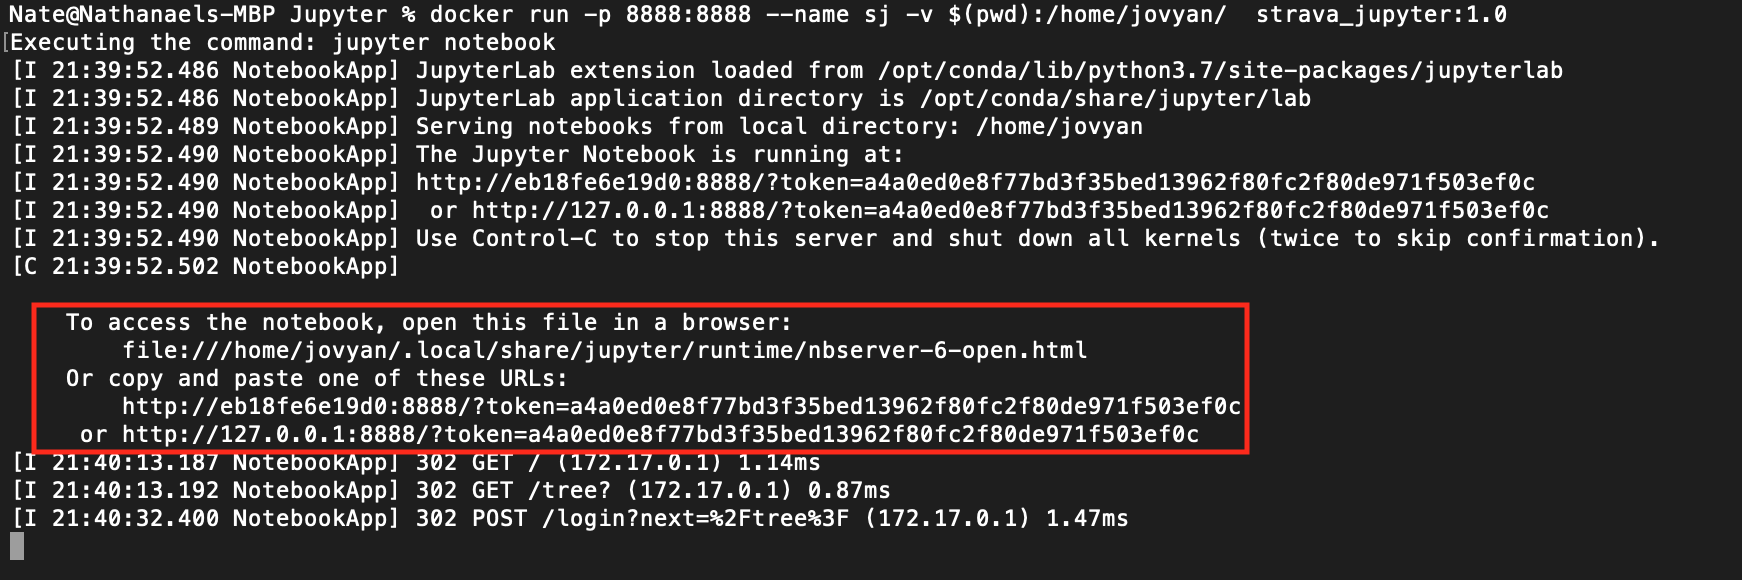 Nate@Nathanaels-MBP Jupyter % docker run -p 8888:8888 --name sj -v $(pwd):/home/jovyan/  strava_jupyter:1.0
[Executing the command: jupyter notebook
[I 21:39:52.486 NotebookApp] JupyterLab extension loaded from /opt/conda/lib/python3.7/site-packages/jupyterlab
[I 21:39:52.486 NotebookApp] JupyterLab application directory is /opt/conda/share/jupyter/lab
[I 21:39:52.489 NotebookApp] Serving notebooks from local directory: /home/jovyan
[I 21:39:52.490 NotebookApp] The Jupyter Notebook is running at:
[I 21:39:52.490 NotebookApp] http://eb18fe6e19d0:8888/?token=a4a0ed0e8f77bd3f35bed13962f80fc2f80de971f503ef0c
[I 21:39:52.490 NotebookApp]  or http://127.0.0.1:8888/?token=a4a0ed0e8f77bd3f35bed13962f80fc2f80de971f503ef0c
[I 21:39:52.490 NotebookApp] Use Control-C to stop this server and shut down all kernels (twice to skip confirmation).
[C 21:39:52.502 NotebookApp]
To access the notebook, open this file in a browser:
file:///home/jovyan/.local/share/jupyter/runtime/nbserver-6-open.html
Or copy and paste one of these URLs:
http://eb18fe6e19d0:8888/?token=a4a0ed0e8f77bd3f35bed13962f80fc2f80de971f503ef0c
or http://127.0.0.1:8888/?token=a4a0ed0e8f77bd3f35bed13962f80fc2f80de971f503ef0c
[I 21:40:13.187 NotebookApp] 302 GET / (172.17.0.1) 1.14ms
[I 21:40:13.192 NotebookApp] 302 GET /tree? (172.17.0.1) 0.87ms
[I 21:40:32.400 NotebookApp] 302 POST /login?next=%2Ftree%3F (172.17.0.1) 1.47ms